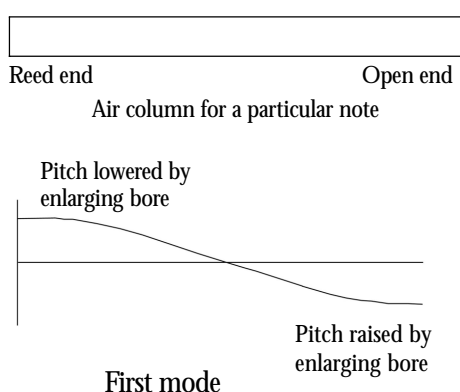 Reed end Open end
Air column for a particular note
Pitch lowered by
enlarging bore
Pitch raised by
enlarging bore
First mode